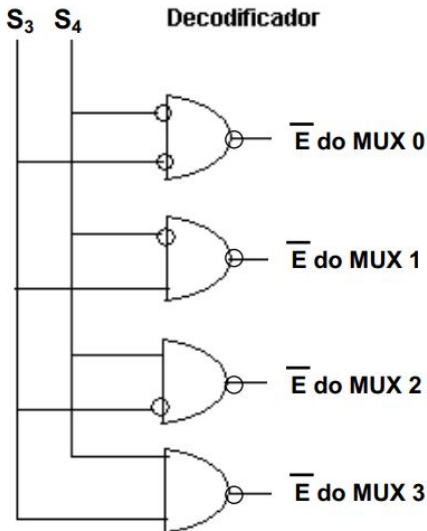 S₃ S₄ Decodificador
E̅ do MUX 0
E̅ do MUX 1
E̅ do MUX 2
E̅ do MUX 3